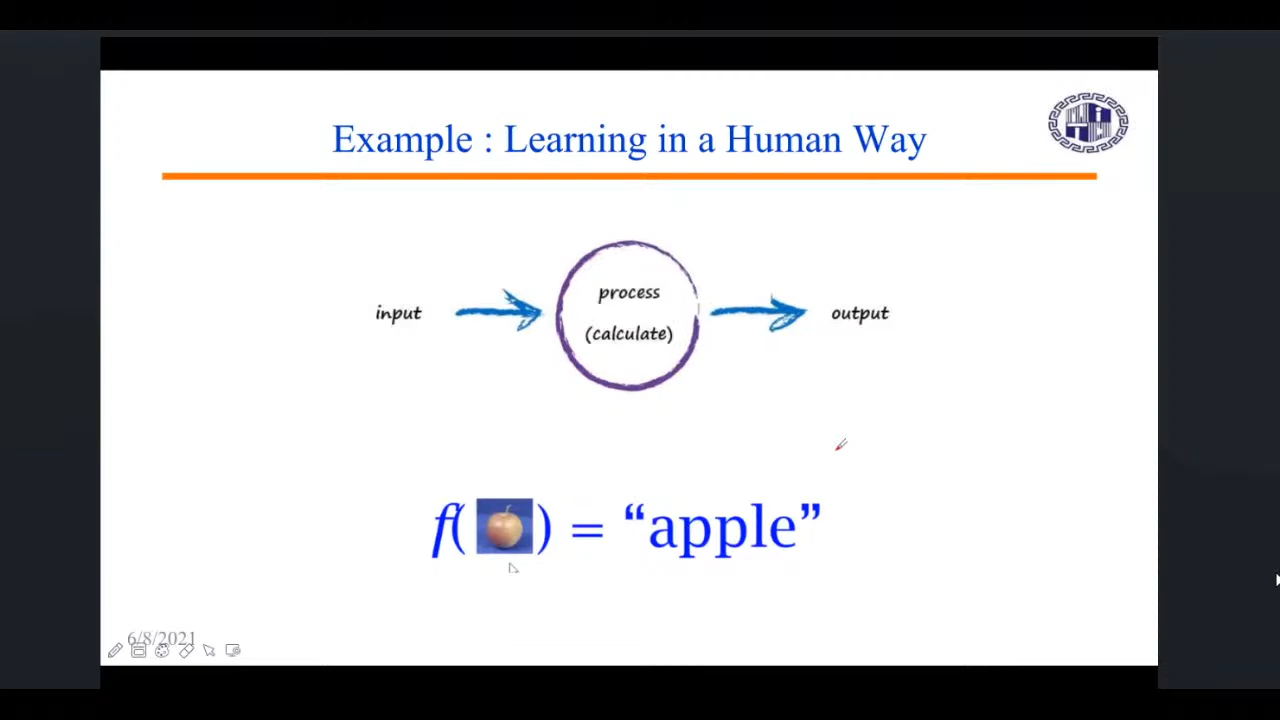 Example : Learning in a Human Way
input
process
(calculate)
output
f( ) = “apple”
6/8/2021